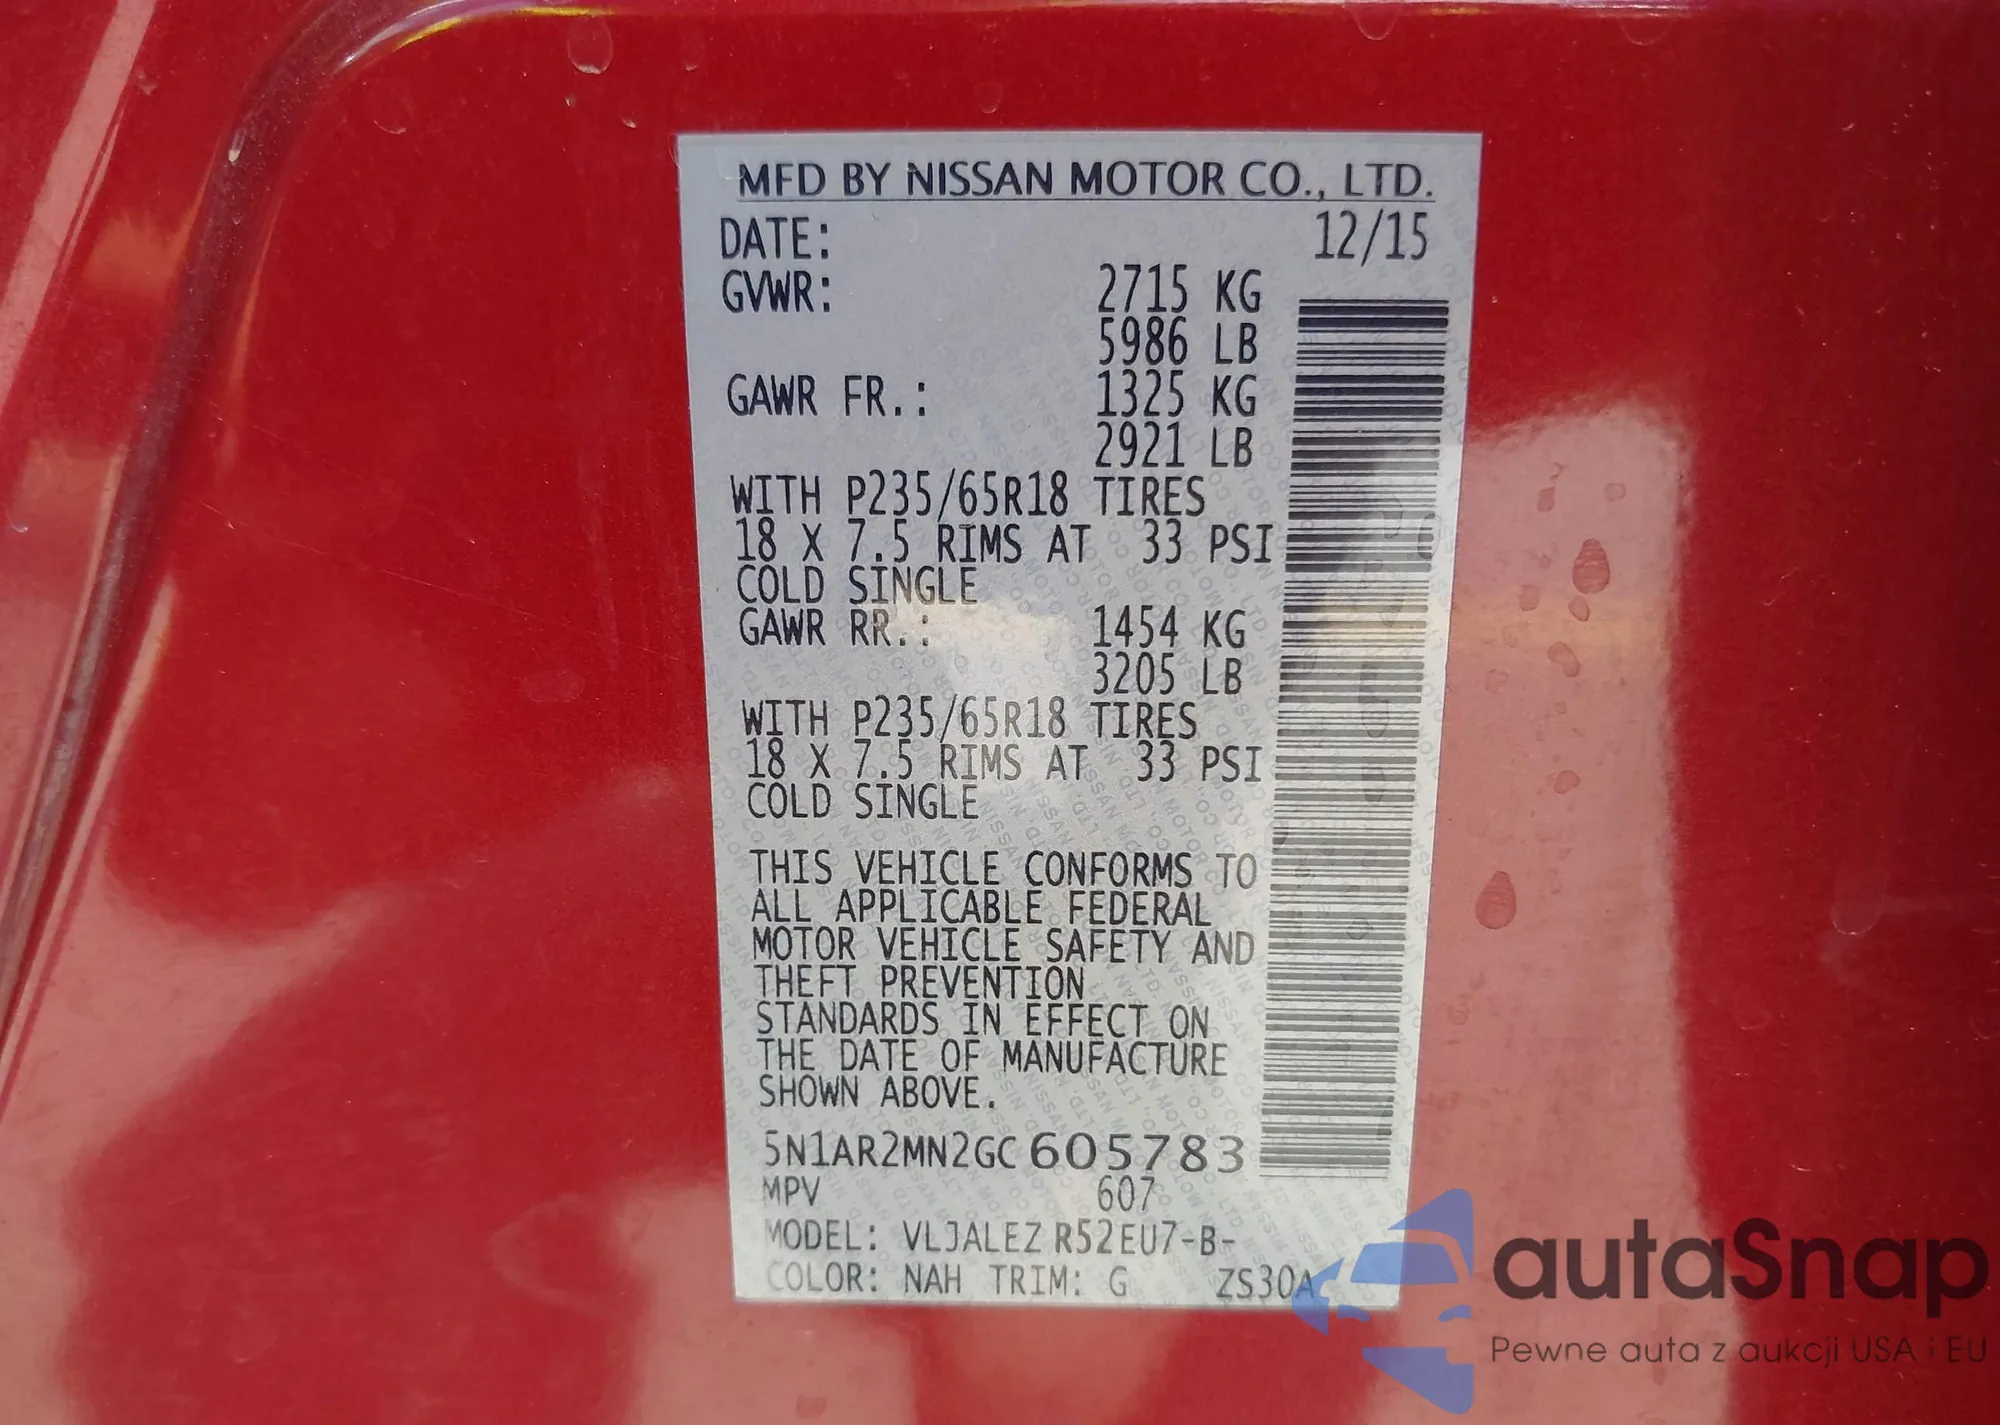 MFD BY NISSAN MOTOR CO., LTD.
DATE: 12/15
GVWR: 2715 KG
5986 LB
GAWR FR.: 1325 KG
2921 LB
WITH P235/65R18 TIRES
18 X 7.5 RIMS AT 33 PSI
COLD SINGLE
GAWR RR.: 1454 KG
3205 LB
WITH P235/65R18 TIRES
18 X 7.5 RIMS AT 33 PSI
COLD SINGLE
THIS VEHICLE CONFORMS TO
ALL APPLICABLE FEDERAL
MOTOR VEHICLE SAFETY AND
THEFT PREVENTION
STANDARDS IN EFFECT ON
THE DATE OF MANUFACTURE
SHOWN ABOVE.
5N1AR2MN2GC605783
MPV 607
MODEL: VLJALEZ R52EU7-B-
COLOR: NAH TRIM: G ZS30A
autaSnap
Pewne auta z aukcji USA i EU